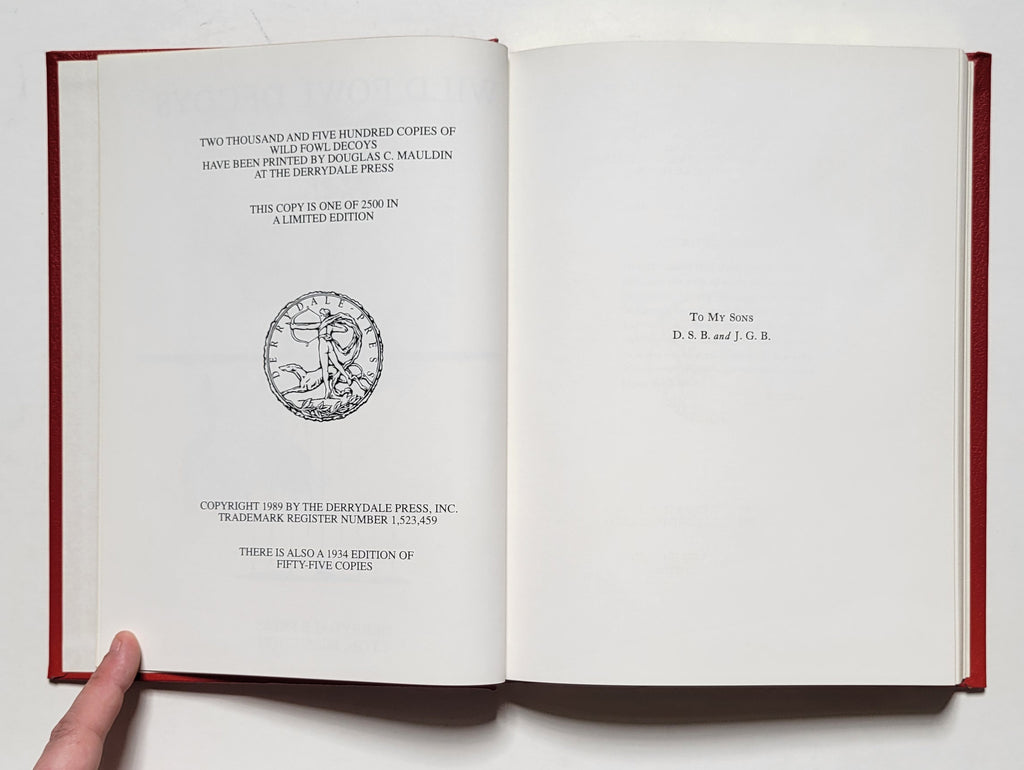 TWO THOUSAND AND FIVE HUNDRED COPIES OF
WILD FOWL DECOYS
HAVE BEEN PRINTED BY DOUGLAS C. MAULDIN
AT THE DERRYDALE PRESS
THIS COPY IS ONE OF 2500 IN
A LIMITED EDITION
DERRYDALE PRESS
COPYRIGHT 1989 BY THE DERRYDALE PRESS, INC.
TRADEMARK REGISTER NUMBER 1,523,459
THERE IS ALSO A 1934 EDITION OF
FIFTY-FIVE COPIES
To My Sons
D. S. B. and J. G. B.